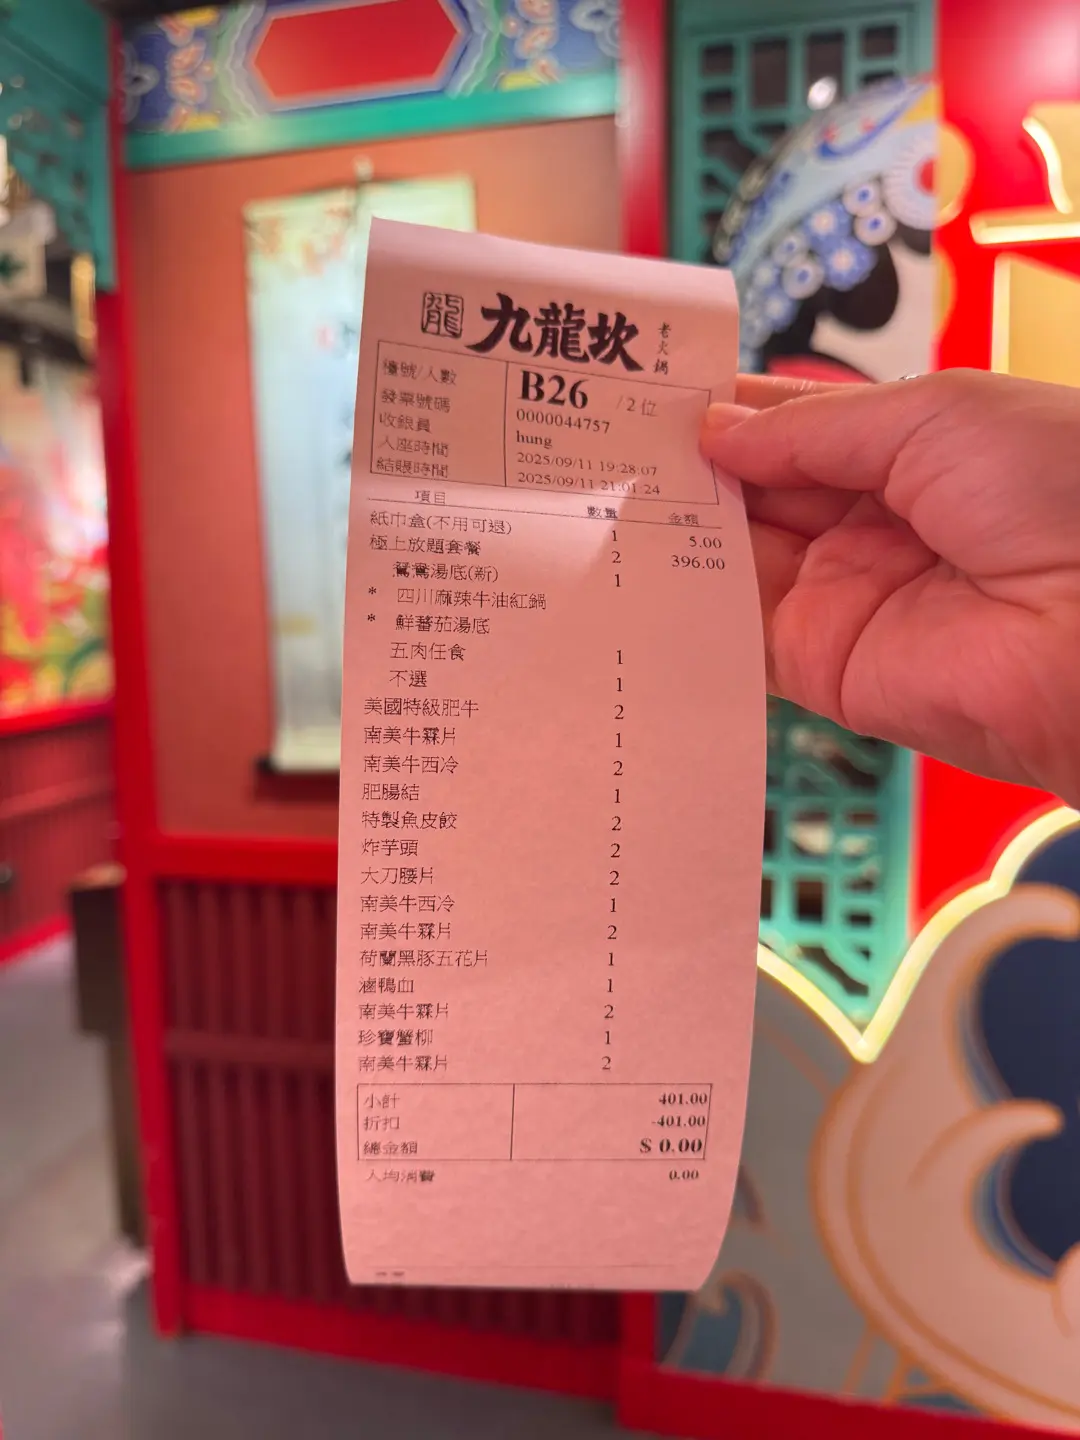 龍 九龍坎 老火鍋
檯號/人數 B26 /2 位
發票號碼 0000044757
收銀員 hung
入座時間 2025/09/11 19:28:07
結賬時間 2025/09/11 21:01:24
項目 數量 金額
紙巾盒(不用可退) 1 5.00
極上放題套餐 2 396.00
鴛鴦湯底(新) 1
* 四川麻辣牛油紅鍋
* 鮮蕃茄湯底
五肉任食 1
不選 1
美國特級肥牛 2
南美牛霖片 1
南美牛西冷 2
肥腸結 1
特製魚皮餃 2
炸芋頭 2
大刀腰片 2
南美牛西冷 1
南美牛霖片 2
荷蘭黑豚五花片 1
滷鴨血 1
南美牛霖片 2
珍寶蟹柳 1
南美牛霖片 2
小計 401.00
折扣 -401.00
總金額 $ 0.00
人均消費 0.00